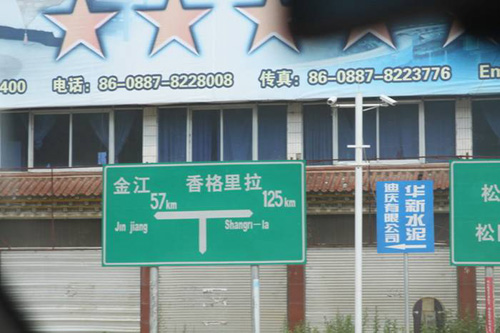 400 电话: 86-0887-8228008 传真: 86-0887-8223776 En
金江 香格里拉
57km 125km
Jin jiang Shangri-la
华新水泥
迪庆有限公司
松
松